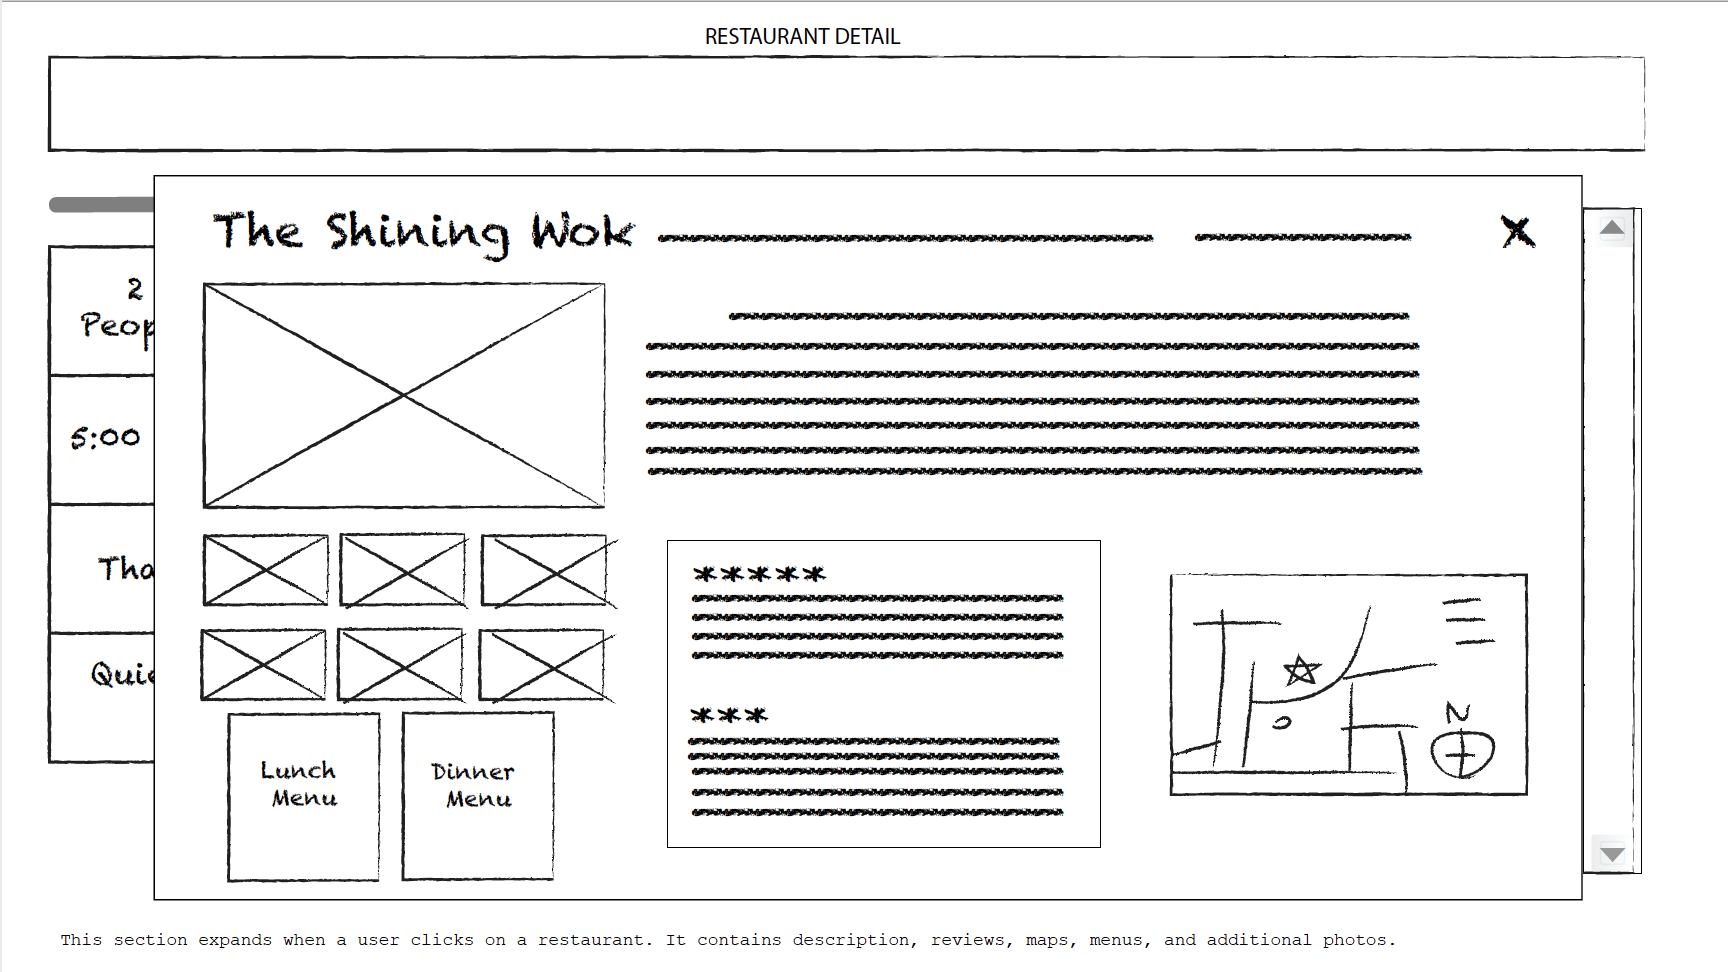 RESTAURANT DETAIL
The Shining Wok
X
2
Peop
5:00
Tha
Quie
*****
***
N
Lunch
Menu
Dinner
Menu
This section expands when a user clicks on a restaurant. It contains description, reviews, maps, menus, and additional photos.